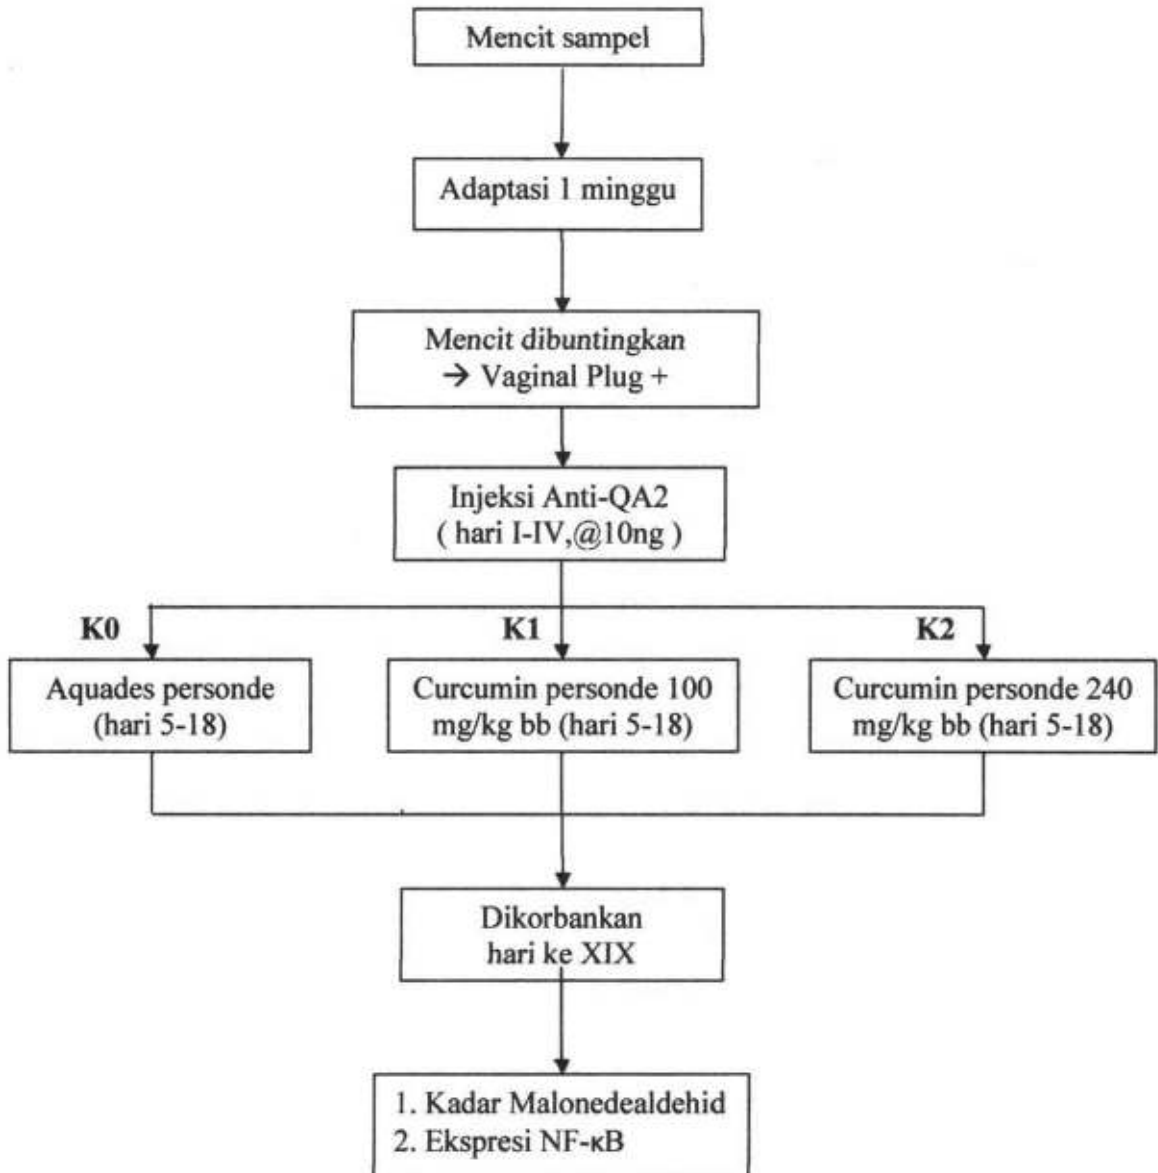 Mencit sampel
Adaptasi 1 minggu
Mencit dibuntingkan
→ Vaginal Plug +
Injeksi Anti-QA2
( hari I-IV,@10ng )
K0
K1
K2
Aquades personde
(hari 5-18)
Curcumin personde 100
mg/kg bb (hari 5-18)
Curcumin personde 240
mg/kg bb (hari 5-18)
Dikorbankan
hari ke XIX
1. Kadar Malonedealdehid
2. Ekspresi NF-κB